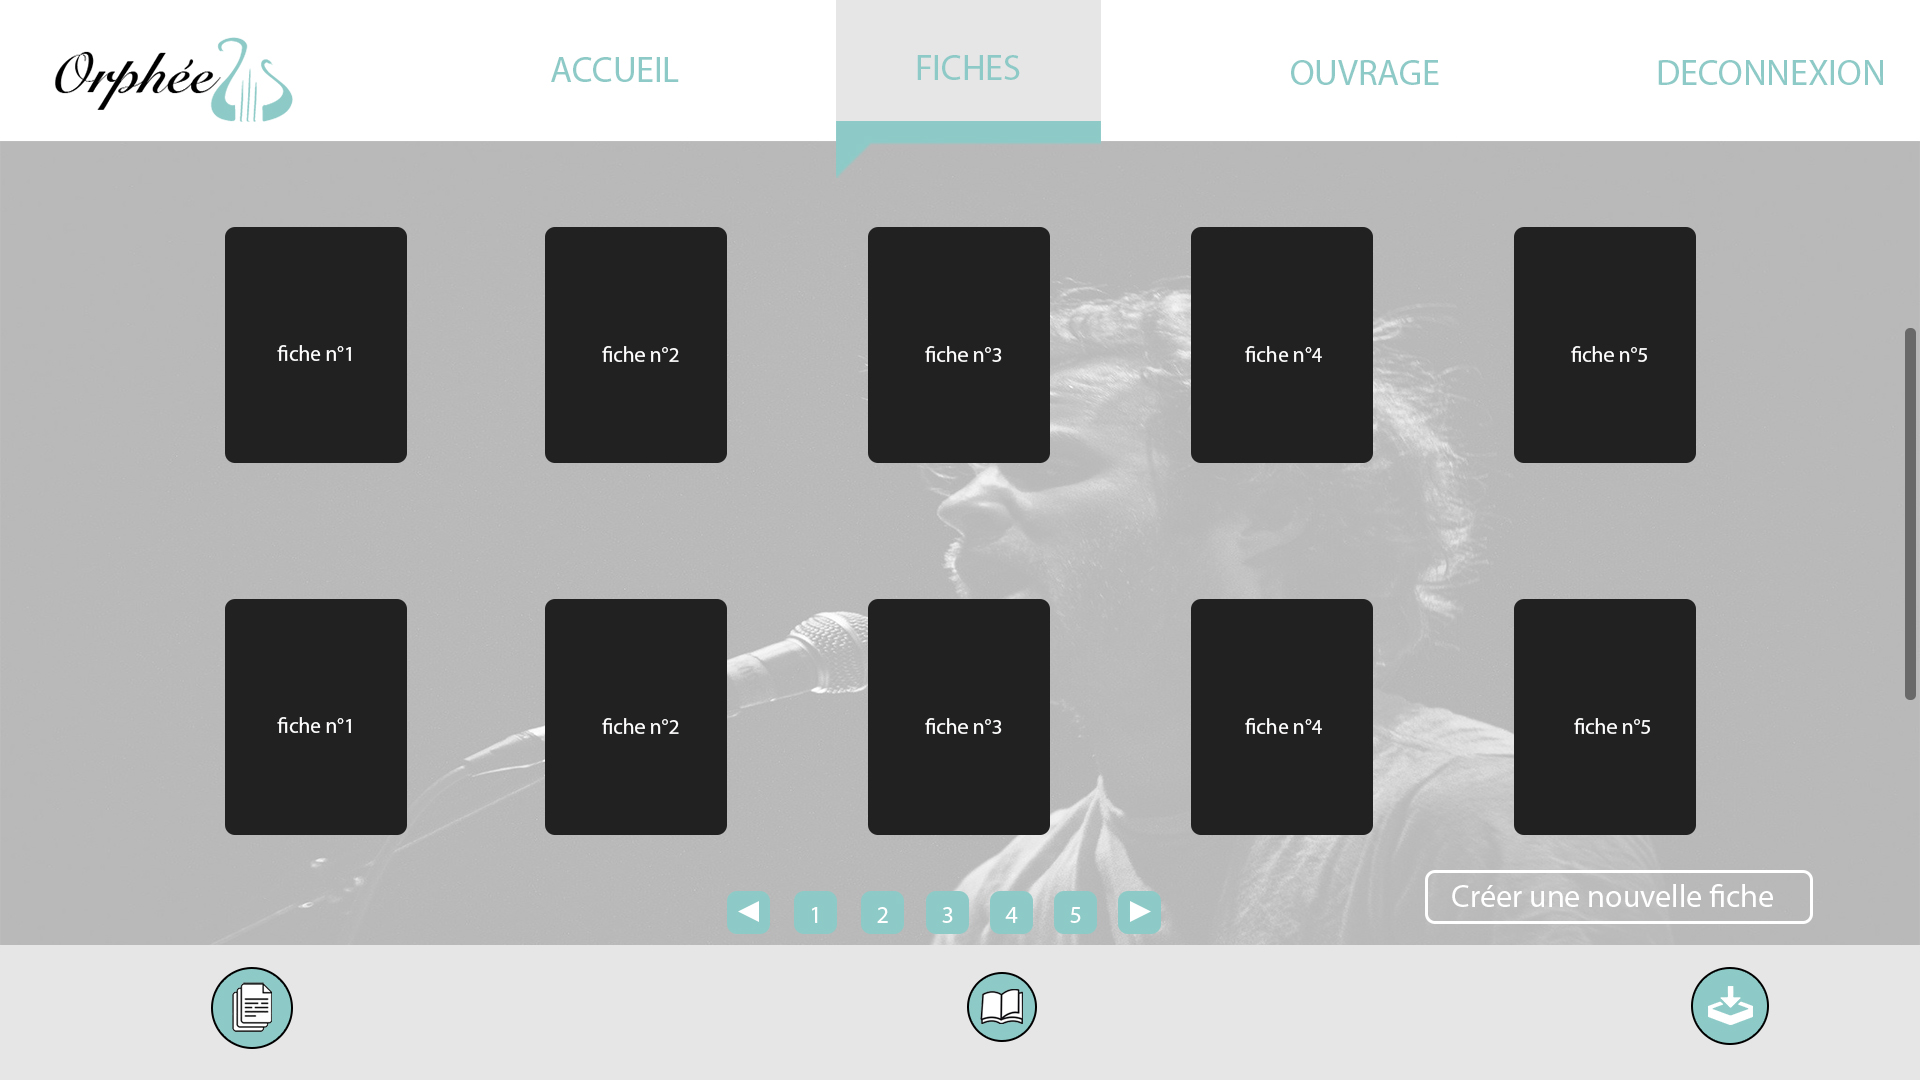 Orphée
ACCUEIL
FICHES
OUVRAGE
DECONNEXION
fiche n°1
fiche n°2
fiche n°3
fiche n°4
fiche n°5
fiche n°1
fiche n°2
fiche n°3
fiche n°4
fiche n°5
1
2
3
4
5
Créer une nouvelle fiche